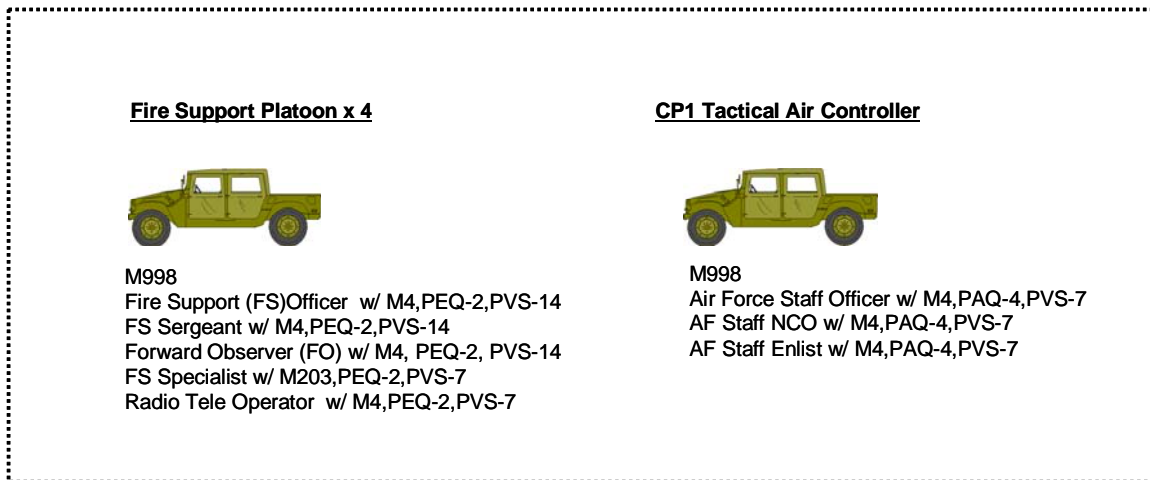 Fire Support Platoon x 4
M998
Fire Support (FS)Officer w/ M4,PEQ-2,PVS-14
FS Sergeant w/ M4,PEQ-2,PVS-14
Forward Observer (FO) w/ M4, PEQ-2, PVS-14
FS Specialist w/ M203,PEQ-2,PVS-7
Radio Tele Operator w/ M4,PEQ-2,PVS-7
CP1 Tactical Air Controller
M998
Air Force Staff Officer w/ M4,PAQ-4,PVS-7
AF Staff NCO w/ M4,PAQ-4,PVS-7
AF Staff Enlist w/ M4,PAQ-4,PVS-7